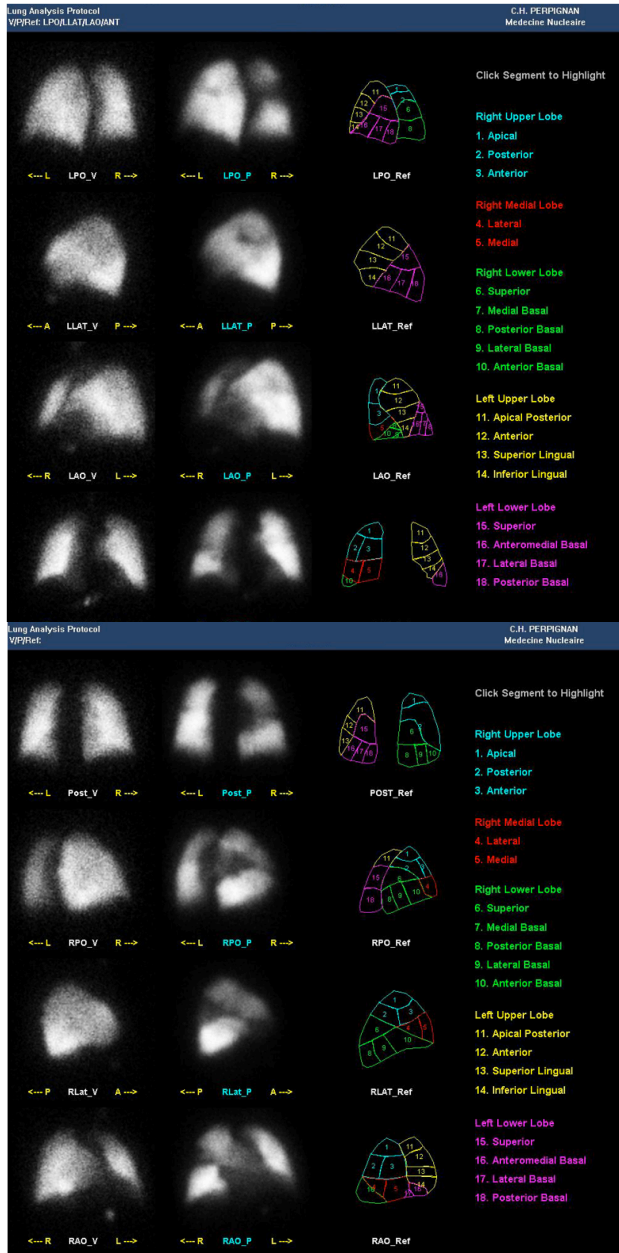 Lung Analysis Protocol
V/P/Ref: LPO/LLAT/LAO/ANT
C.H. PERPIGNAN
Medecine Nucleaire
Click Segment to Highlight
Right Upper Lobe
1. Apical
2. Posterior
3. Anterior
Right Medial Lobe
4. Lateral
5. Medial
Right Lower Lobe
6. Superior
7. Medial Basal
8. Posterior Basal
9. Lateral Basal
10. Anterior Basal
Left Upper Lobe
11. Apical Posterior
12. Anterior
13. Superior Lingual
14. Inferior Lingual
Left Lower Lobe
15. Superior
16. Anteromedial Basal
17. Lateral Basal
18. Posterior Basal
<--- L LPO_V R ---> <--- L LPO_P R ---> LPO_Ref
<--- A LLAT_V P ---> <--- A LLAT_P P ---> LLAT_Ref
<--- R LAO_V L ---> <--- R LAO_P L ---> LAO_Ref
Lung Analysis Protocol
V/P/Ref:
C.H. PERPIGNAN
Medecine Nucleaire
Click Segment to Highlight
Right Upper Lobe
1. Apical
2. Posterior
3. Anterior
Right Medial Lobe
4. Lateral
5. Medial
Right Lower Lobe
6. Superior
7. Medial Basal
8. Posterior Basal
9. Lateral Basal
10. Anterior Basal
Left Upper Lobe
11. Apical Posterior
12. Anterior
13. Superior Lingual
14. Inferior Lingual
Left Lower Lobe
15. Superior
16. Anteromedial Basal
17. Lateral Basal
18. Posterior Basal
<--- L Post_V R ---> <--- L Post_P R ---> POST_Ref
<--- L RPO_V R ---> <--- L RPO_P R ---> RPO_Ref
<--- P RLat_V A ---> <--- P RLat_P A ---> RLAT_Ref
<--- R RAO_V L ---> <--- R RAO_P L ---> RAO_Ref